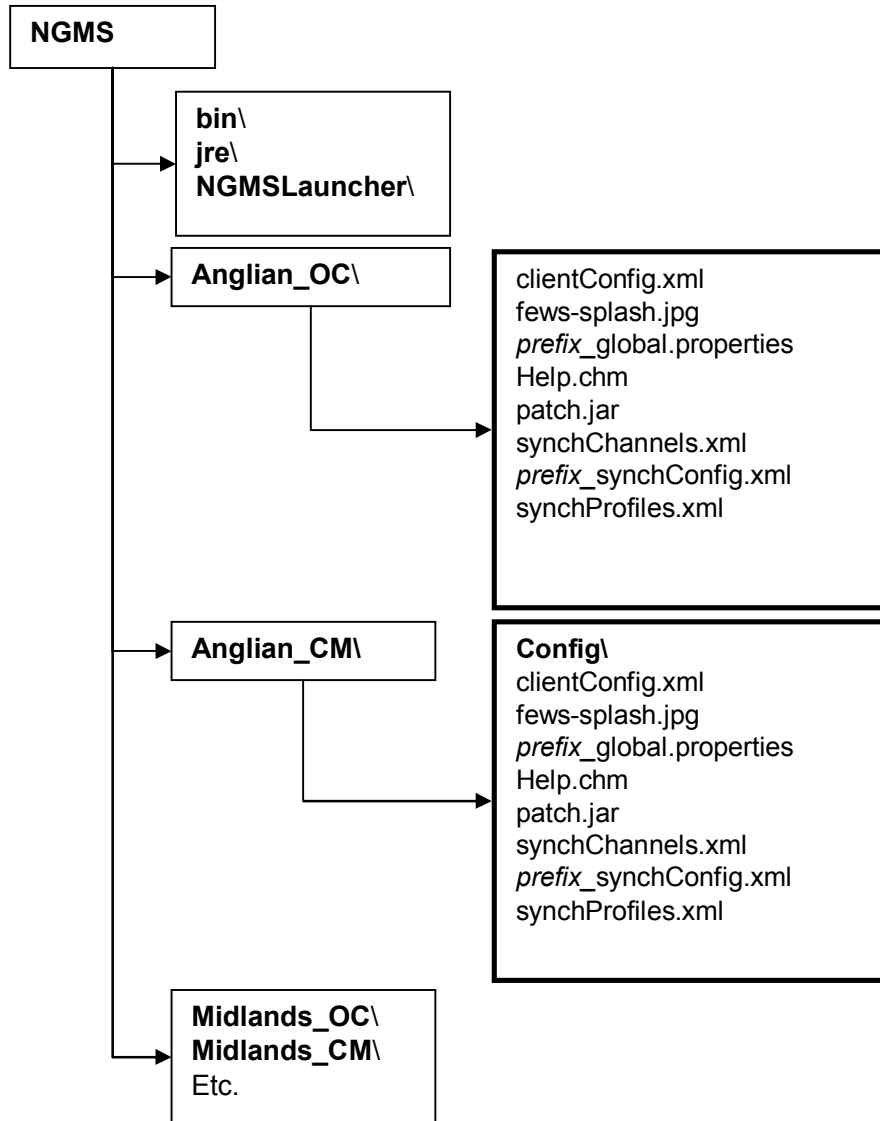 NGMS
bin\
jre\
NGMSLauncher\
Anglian_OC\
clientConfig.xml
fews-splash.jpg
prefix_global.properties
Help.chm
patch.jar
synchChannels.xml
prefix_synchConfig.xml
synchProfiles.xml
Anglian_CM\
Config\
clientConfig.xml
fews-splash.jpg
prefix_global.properties
Help.chm
patch.jar
synchChannels.xml
prefix_synchConfig.xml
synchProfiles.xml
Midlands_OC\
Midlands_CM\
Etc.